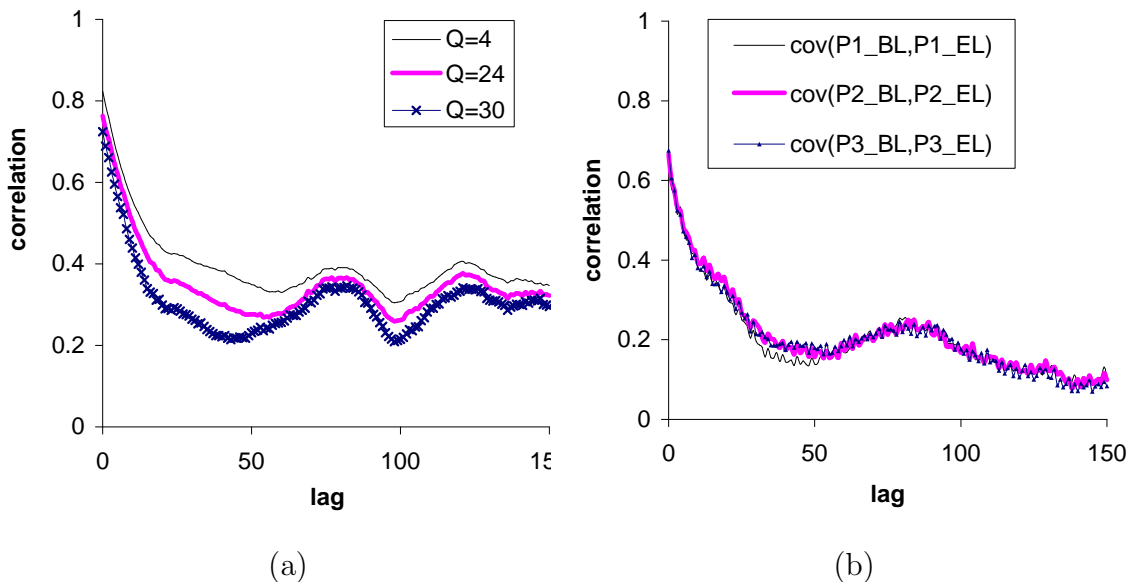 1
0.8
0.6
0.4
0.2
0
correlation
0 50 100 15
lag
Q=4
Q=24
Q=30
(a)
1
0.8
0.6
0.4
0.2
0
correlation
0 50 100 150
lag
cov(P1_BL,P1_EL)
cov(P2_BL,P2_EL)
cov(P3_BL,P3_EL)
(b)